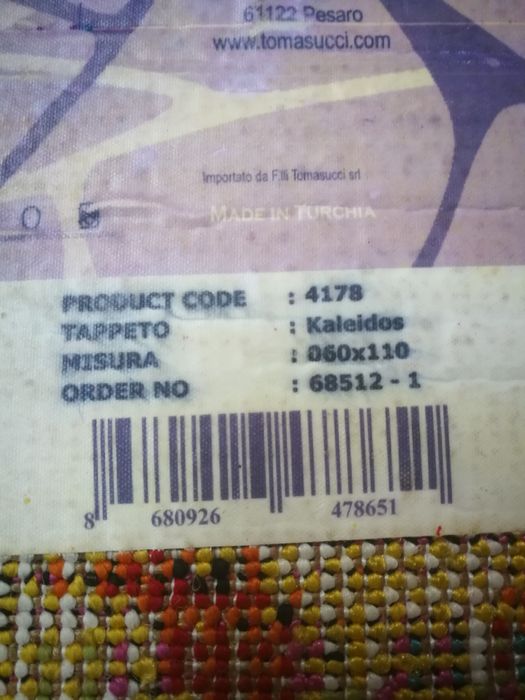 61122 Pesaro
www.tomasucci.com
Importato da F.lli Tomasucci srl
MADE IN TURCHIA
PRODUCT CODE : 4178
TAPPETO : Kaleidos
MISURA : 060x110
ORDER NO : 68512 - 1
8 680926 478651